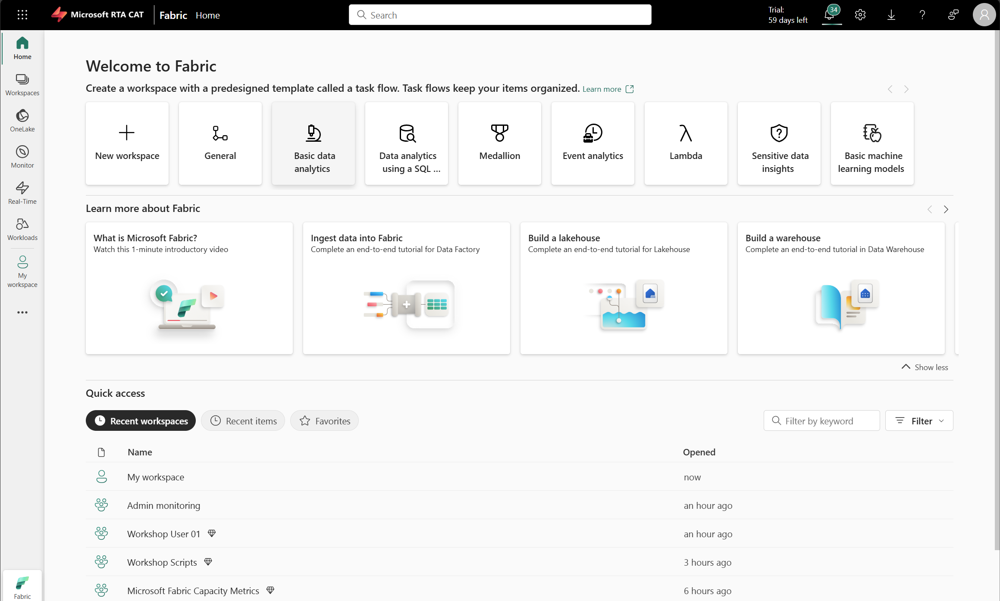 Microsoft RTA CAT
Fabric
Home
Search
Trial:
59 days left
34
Home
Workspaces
OneLake
Monitor
Real-Time
Workloads
My
workspace
Fabric
Welcome to Fabric
Create a workspace with a predesigned template called a task flow. Task flows keep your items organized. Learn more
New workspace
General
Basic data
analytics
Data analytics
using a SQL ...
Medallion
Event analytics
Lambda
Sensitive data
insights
Basic machine
learning models
Learn more about Fabric
What is Microsoft Fabric?
Watch this 1-minute introductory video
Ingest data into Fabric
Complete an end-to-end tutorial for Data Factory
Build a lakehouse
Complete an end-to-end tutorial for Lakehouse
Build a warehouse
Complete an end-to-end tutorial in Data Warehouse
Show less
Quick access
Recent workspaces
Recent items
Favorites
Filter by keyword
Filter
Name
Opened
My workspace
now
Admin monitoring
an hour ago
Workshop User 01
an hour ago
Workshop Scripts
3 hours ago
Microsoft Fabric Capacity Metrics
6 hours ago